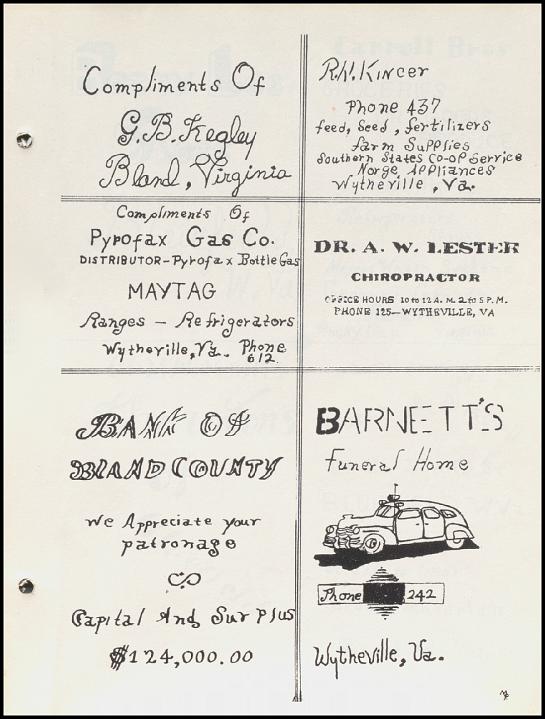 Compliments Of
G.B. Kegley
Bland, Virginia
R.W. Kincer
Phone 437
feed, Seed, fertilizers
farm Supplies
Southern States Co-op Service
Norge Appliances
Wytheville, Va.
Compliments Of
Pyrofax Gas Co.
DISTRIBUTOR-Pyrofax Bottle Gas
MAYTAG
Ranges - Refrigerators
Wytheville, Va. Phone
612
DR. A. W. LESTER
CHIROPRACTOR
OFFICE HOURS 10 to 12 A. M. 2 to 5 P. M.
PHONE 125-WYTHEVILLE, VA
BANK Of
BLAND COUNTY
We Appreciate your
patronage
Capital And Surplus
$124,000.00
BARNETT'S
Funeral Home
Phone 242
Wytheville, Va.